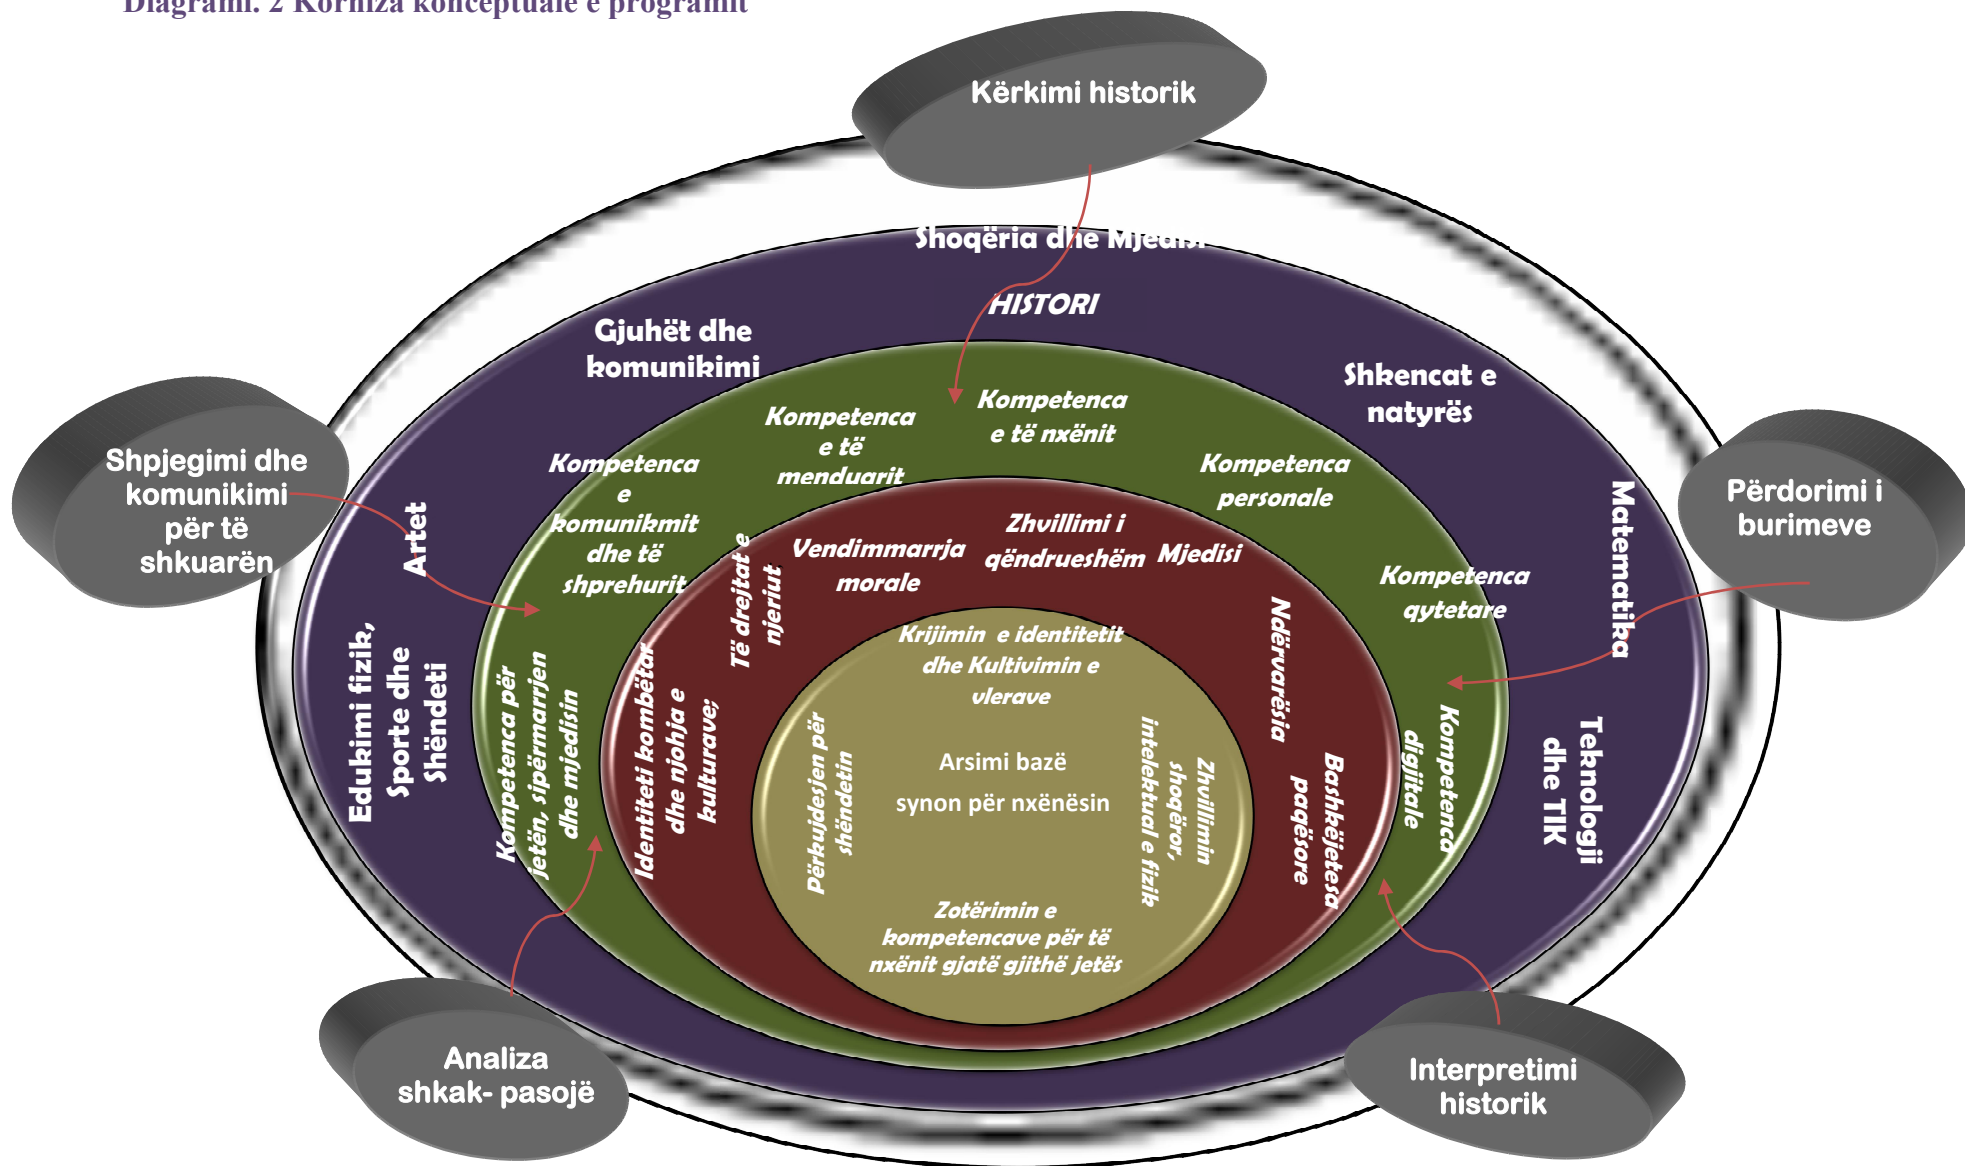 Diagrami. 2 Korniza konceptuale e programit
Kërkimi historik
Shoqëria dhe Mjedisi
HISTORI
Gjuhët dhe
komunikimi
Shkencat e
natyrës
Shpjegimi dhe
komunikimi
për të
shkuarën
Përdorimi i
burimeve
Artet
Matematika
Edukimi fizik,
Sporte dhe
Shëndeti
Teknologji
dhe TIK
Kompetenca
e të nxënit
Kompetenca
e të
menduarit
Kompetenca
e
komunikmit
dhe të
shprehurit
Kompetenca
personale
Kompetenca
qytetare
Kompetenca për
jetën, sipërmarrjen
dhe mjedisin
Kompetenca
digjitale
Zhvillimi i
qëndrueshëm
Mjedisi
Vendimmarrja
morale
Të drejtat e
njeriut
Ndërvarësia
Identiteti kombëtar
dhe njohja e
kulturave;
Bashkëjetesa
paqësore
Krijimin e identitetit
dhe Kultivimin e
vlerave
Përkujdesjen për
shëndetin
Arsimi bazë
synon për nxënësin
Zhvillimin
shoqëror,
intelektual e fizik
Zotërimin e
kompetencave për të
nxënit gjatë gjithë jetës
Analiza
shkak- pasojë
Interpretimi
historik